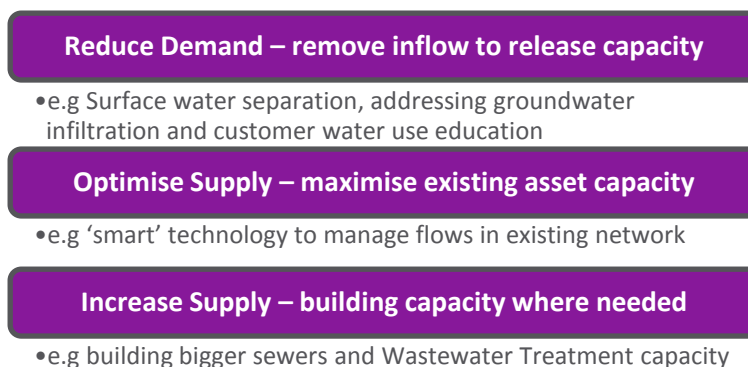 Reduce Demand – remove inflow to release capacity
•e.g Surface water separation, addressing groundwater
infiltration and customer water use education
Optimise Supply – maximise existing asset capacity
•e.g ‘smart’ technology to manage flows in existing network
Increase Supply – building capacity where needed
•e.g building bigger sewers and Wastewater Treatment capacity